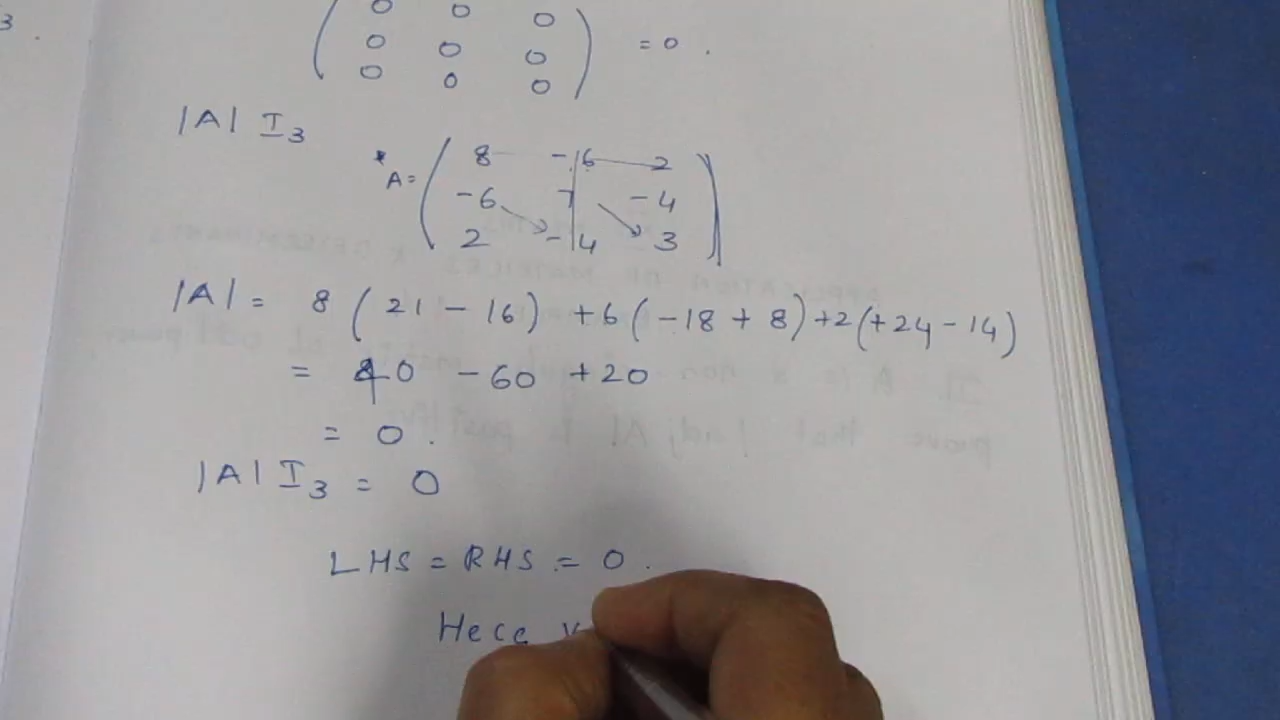 3 .
( 0 0 0
0 0 0
0 0 0 ) = 0 .
|A| I₃
* A = ( 8 -6 2
-6 7 -4
2 -4 3 )
|A| = 8 ( 21 - 16 ) + 6 ( -18 + 8 ) + 2 ( +24 - 14 )
= 40 - 60 + 20
= 0 .
|A| I₃ = 0
LHS = RHS = 0 .
Hece v